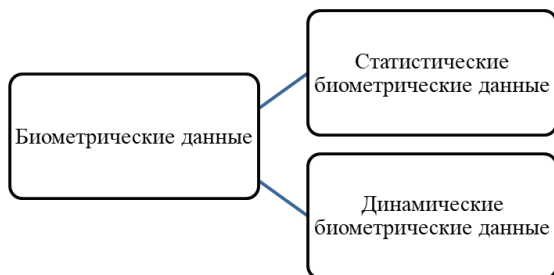 Биометрические данные
Статистические
биометрические данные
Динамические
биометрические данные